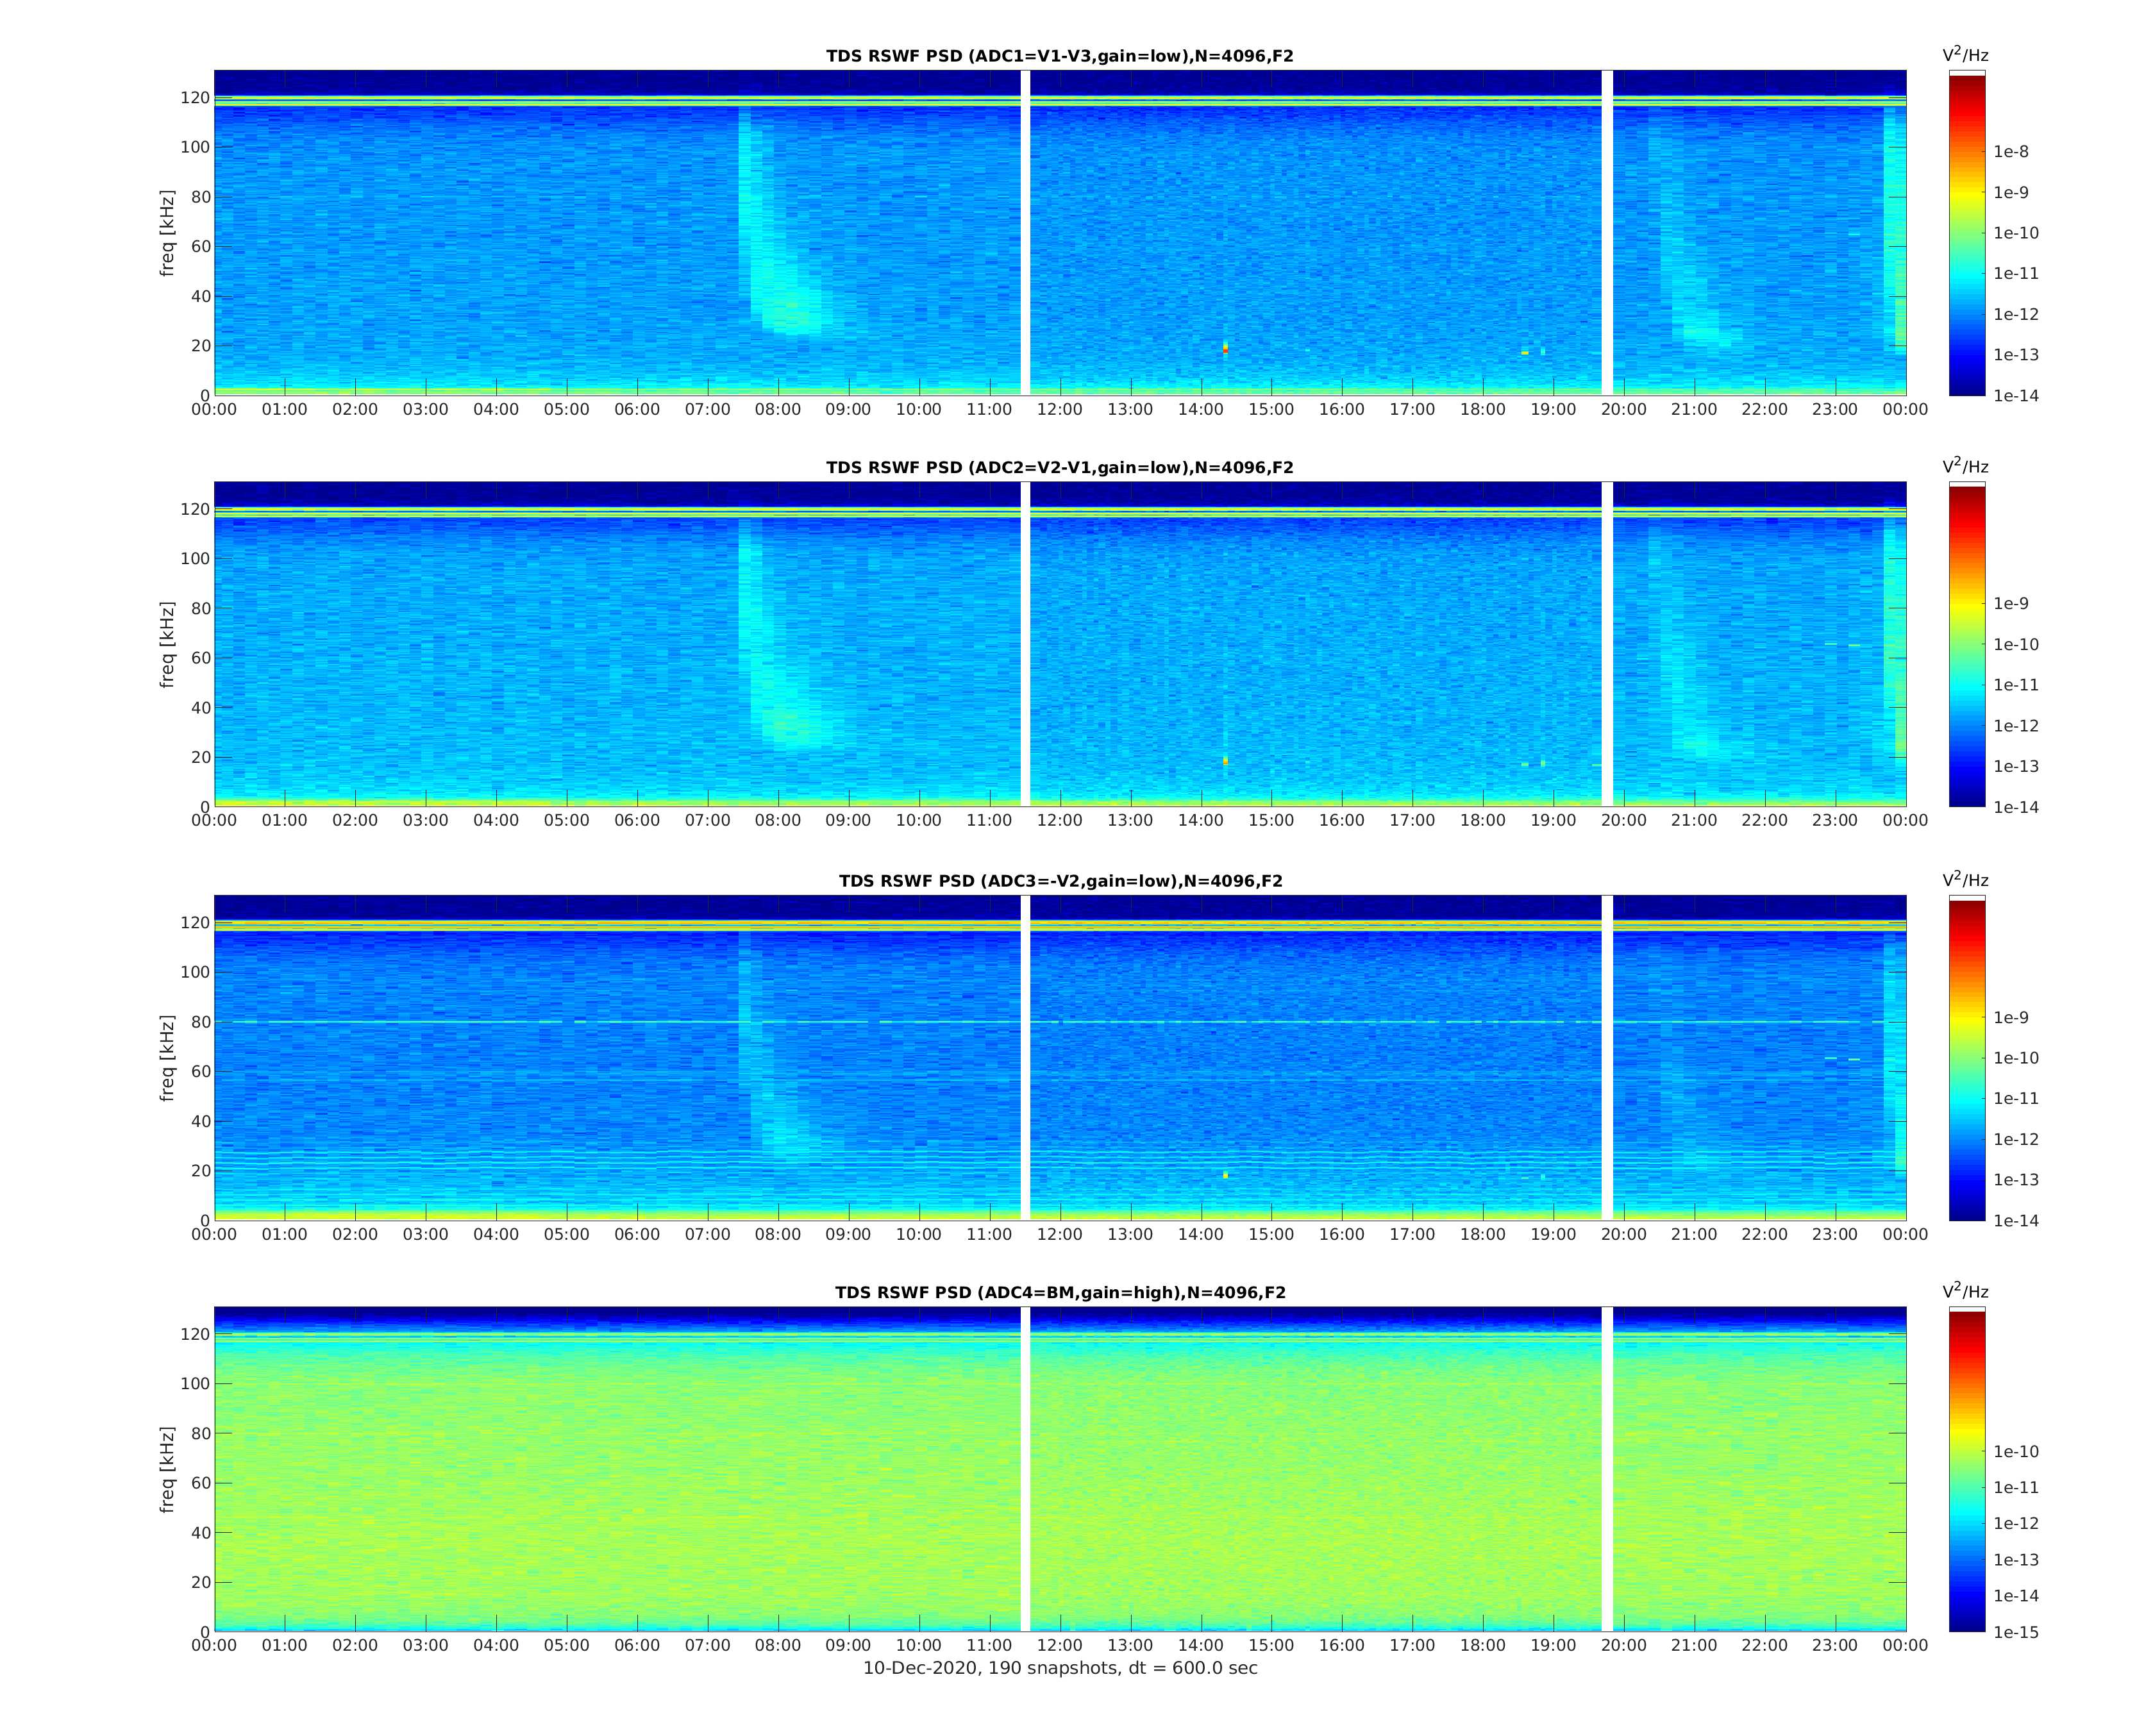 TDS RSWF PSD (ADC1=V1-V3,gain=low),N=4096,F2
V²/Hz
freq [kHz]
120
100
80
60
40
20
0
1e-8
1e-9
1e-10
1e-11
1e-12
1e-13
1e-14
00:00 01:00 02:00 03:00 04:00 05:00 06:00 07:00 08:00 09:00 10:00 11:00 12:00 13:00 14:00 15:00 16:00 17:00 18:00 19:00 20:00 21:00 22:00 23:00 00:00
TDS RSWF PSD (ADC2=V2-V1,gain=low),N=4096,F2
V²/Hz
freq [kHz]
120
100
80
60
40
20
0
1e-9
1e-10
1e-11
1e-12
1e-13
1e-14
00:00 01:00 02:00 03:00 04:00 05:00 06:00 07:00 08:00 09:00 10:00 11:00 12:00 13:00 14:00 15:00 16:00 17:00 18:00 19:00 20:00 21:00 22:00 23:00 00:00
TDS RSWF PSD (ADC3=-V2,gain=low),N=4096,F2
V²/Hz
freq [kHz]
120
100
80
60
40
20
0
1e-9
1e-10
1e-11
1e-12
1e-13
1e-14
00:00 01:00 02:00 03:00 04:00 05:00 06:00 07:00 08:00 09:00 10:00 11:00 12:00 13:00 14:00 15:00 16:00 17:00 18:00 19:00 20:00 21:00 22:00 23:00 00:00
TDS RSWF PSD (ADC4=BM,gain=high),N=4096,F2
V²/Hz
freq [kHz]
120
100
80
60
40
20
0
1e-10
1e-11
1e-12
1e-13
1e-14
1e-15
00:00 01:00 02:00 03:00 04:00 05:00 06:00 07:00 08:00 09:00 10:00 11:00 12:00 13:00 14:00 15:00 16:00 17:00 18:00 19:00 20:00 21:00 22:00 23:00 00:00
10-Dec-2020, 190 snapshots, dt = 600.0 sec